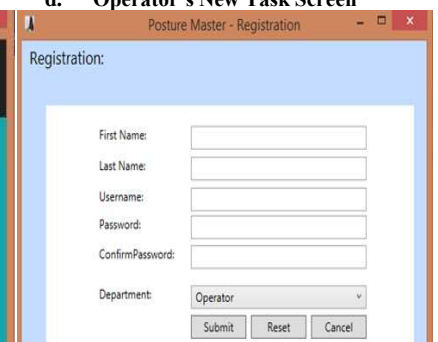 d. Operator's New Task Screen
Posture Master - Registration
Registration:
First Name:
Last Name:
Username:
Password:
ConfirmPassword:
Department: Operator
Submit Reset Cancel